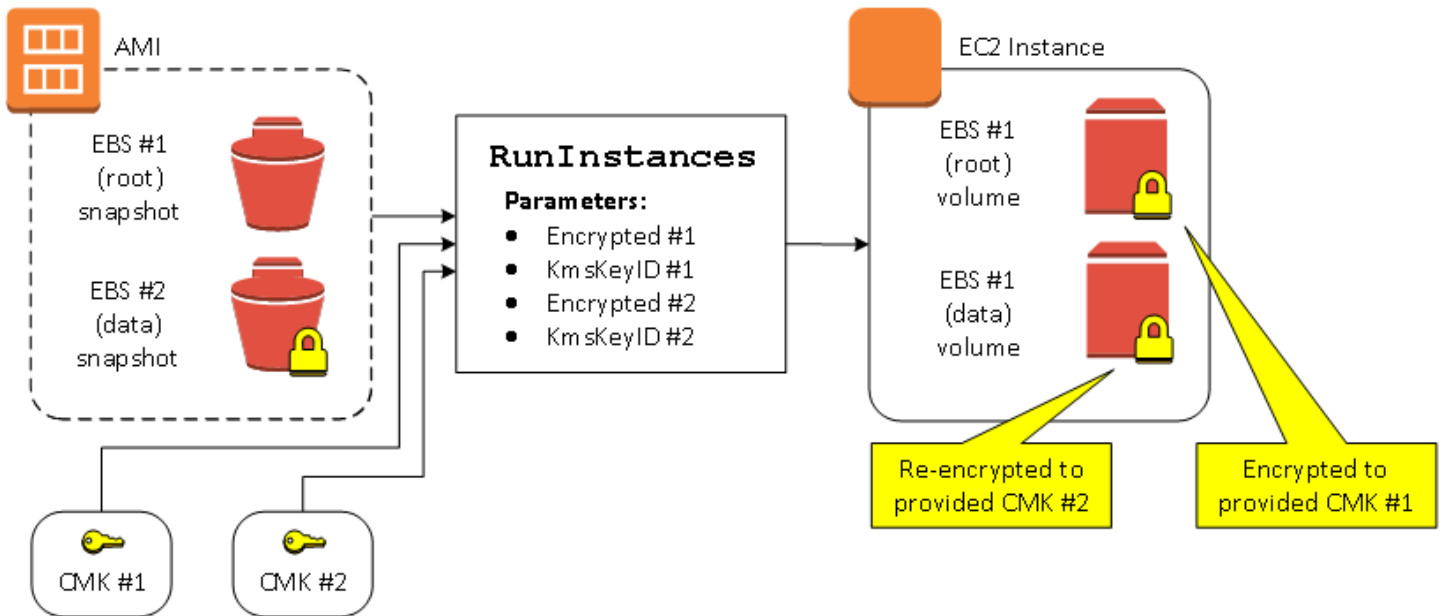 AMI
EBS #1
(root)
snapshot
EBS #2
(data)
snapshot
CMK #1
CMK #2
RunInstances
Parameters:
• Encrypted #1
• KmsKeyID #1
• Encrypted #2
• KmsKeyID #2
EC2 Instance
EBS #1
(root)
volume
EBS #1
(data)
volume
Re-encrypted to
provided CMK #2
Encrypted to
provided CMK #1